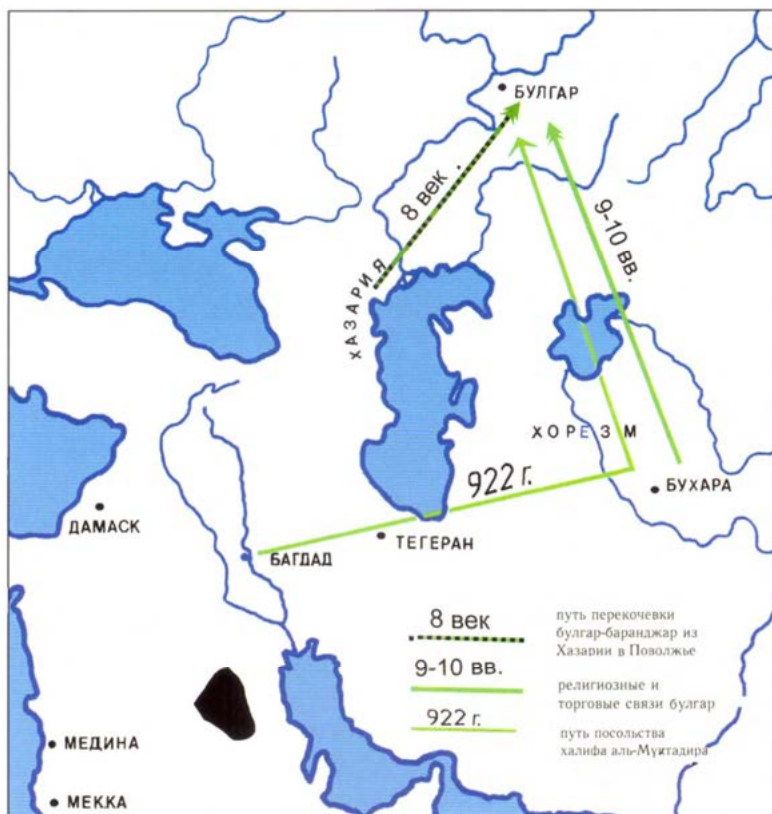 БУЛГАР
8 век .
9-10 вв.
ХАЗАРИЯ
ХОРЕЗМ
922 г.
БУХАРА
ДАМАСК
ТЕГЕРАН
БАГДАД
8 век
путь перекочевки
булгар-баранджар из
Хазарии в Поволжье
9-10 вв.
религиозные и
торговые связи булгар
922 г.
путь посольства
халифа аль-Муктадира
МЕДИНА
МЕККА